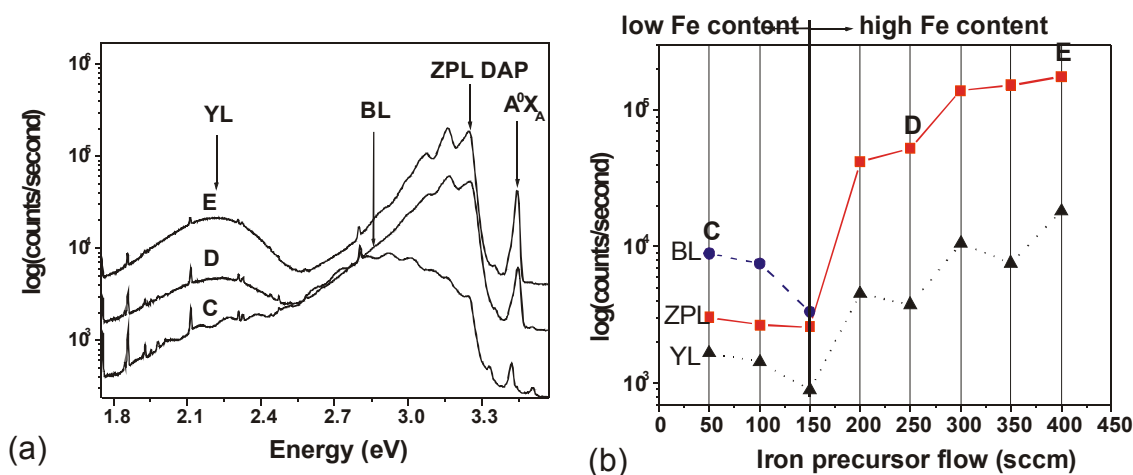 10⁶
10⁵
10⁴
10³
log(counts/second)
YL
BL
ZPL DAP
A⁰X_A
E
D
C
1.8 2.1 2.4 2.7 3.0 3.3
Energy (eV)
(a)
low Fe content
high Fe content
10⁵
10⁴
10³
log(counts/second)
C
D
E
BL
ZPL
YL
0 50 100 150 200 250 300 350 400 450
Iron precursor flow (sccm)
(b)